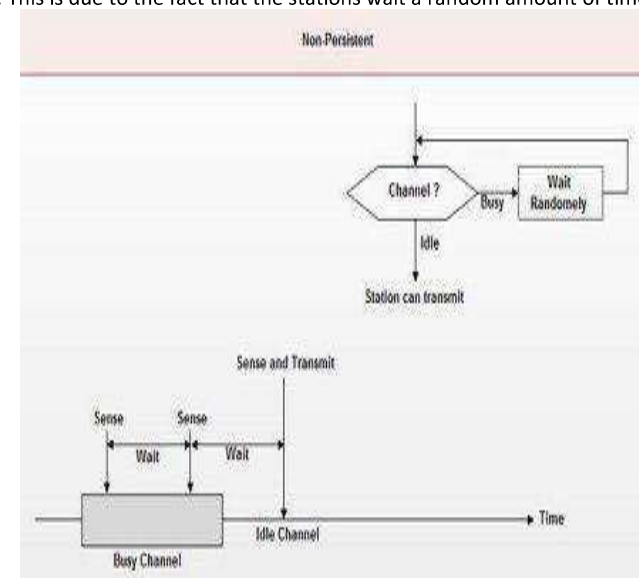 . This is due to the fact that the stations wait a random amount of time
Non-Persistent
Channel ?
Busy
Wait
Randomely
Idle
Station can transmit
Sense and Transmit
Sense
Sense
Wait
Wait
Time
Idle Channel
Busy Channel